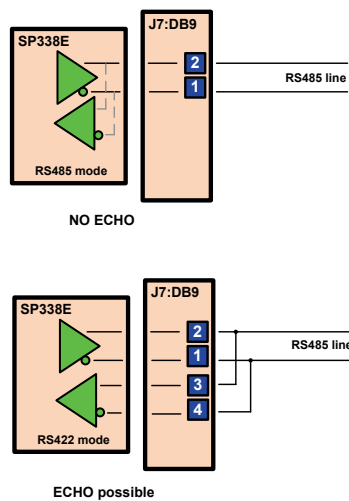 SP338E
J7:DB9
2
1
RS485 line
RS485 mode
NO ECHO
SP338E
J7:DB9
2
1
RS485 line
3
4
RS422 mode
ECHO possible